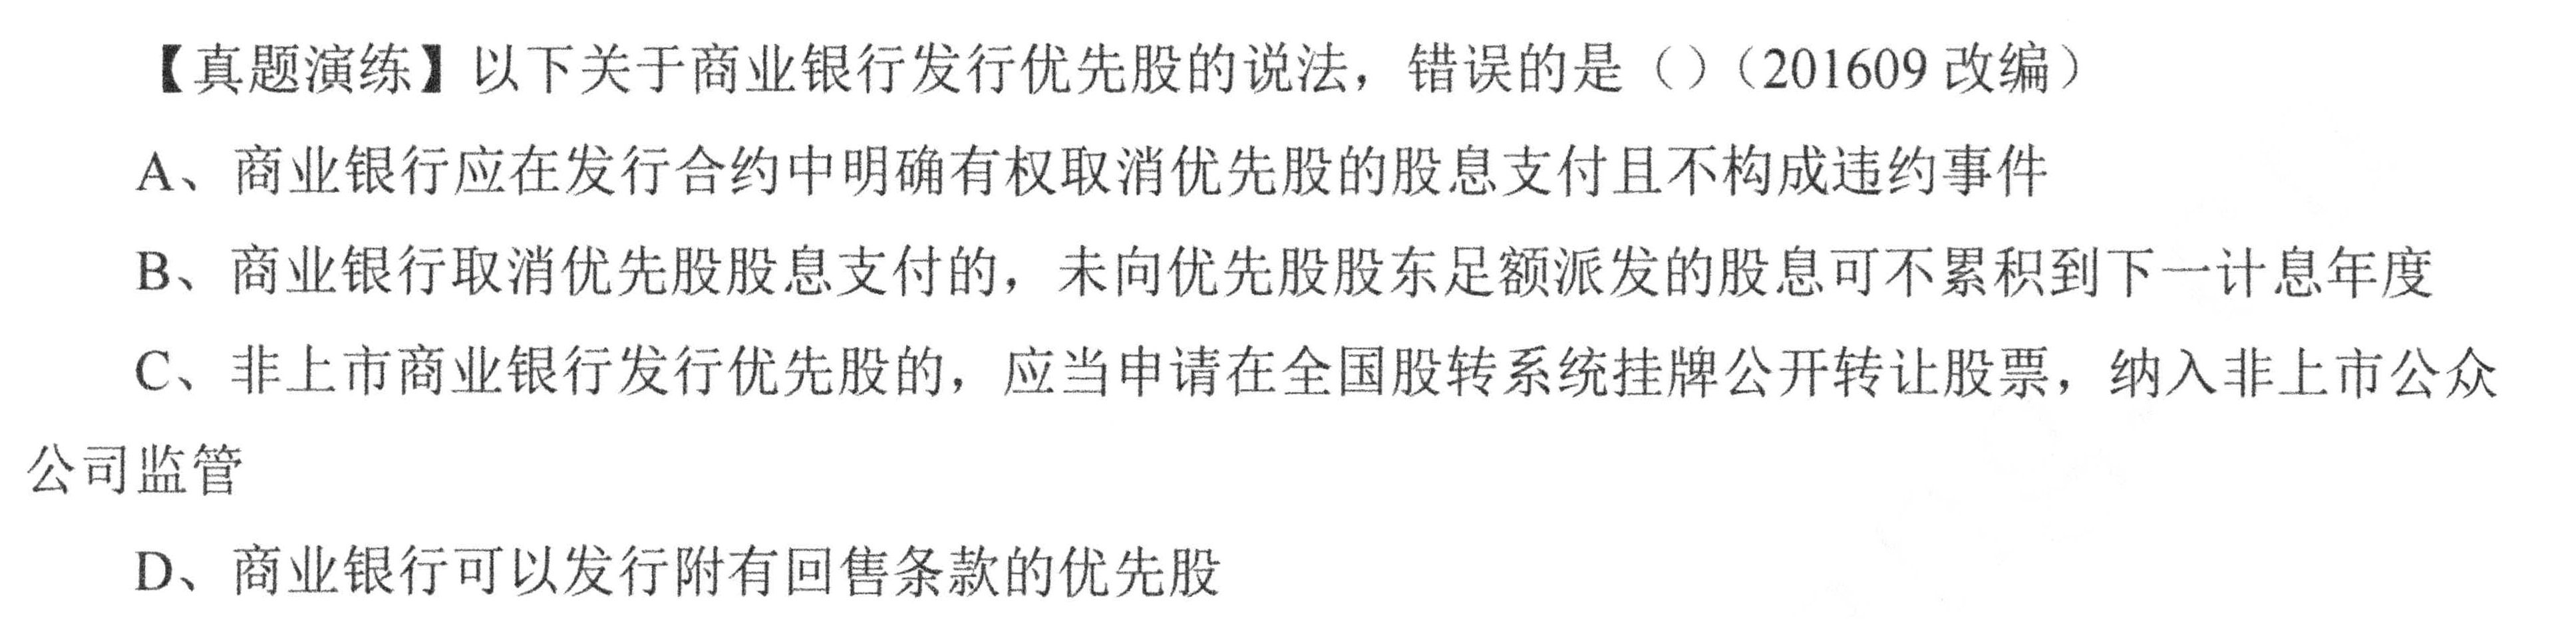 【真题演练】以下关于商业银行发行优先股的说法，错误的是（）（201609 改编）
A、商业银行应在发行合约中明确有权取消优先股的股息支付且不构成违约事件
B、商业银行取消优先股股息支付的，未向优先股股东足额派发的股息可不累积到下一计息年度
C、非上市商业银行发行优先股的，应当申请在全国股转系统挂牌公开转让股票，纳入非上市公众
公司监管
D、商业银行可以发行附有回售条款的优先股